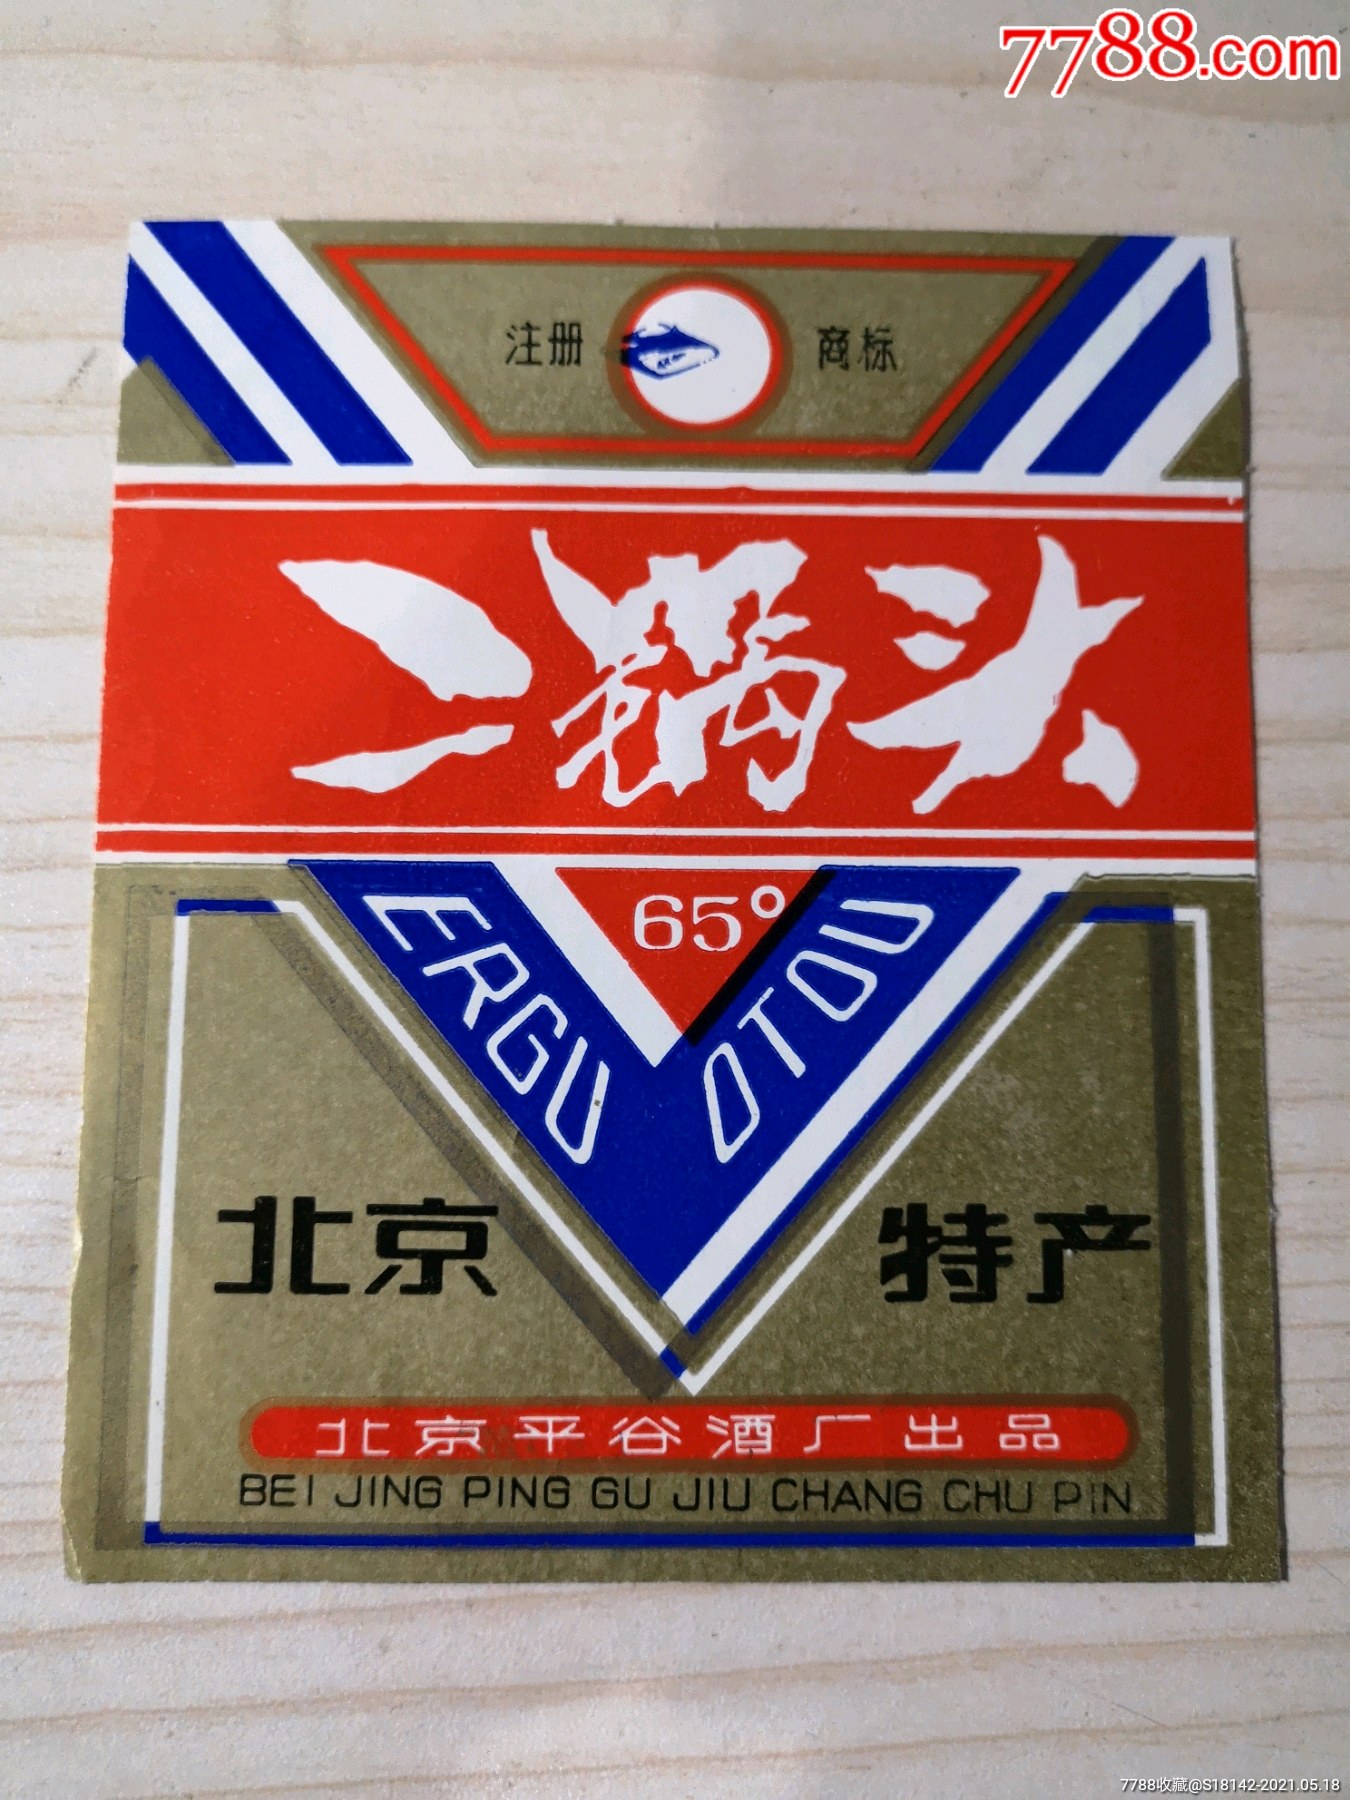 7788.com
注册 商标
二锅头
65°
ERGUOTOU
北京 特产
北京平谷酒厂出品
BEI JING PING GU JIU CHANG CHU PIN
7788收藏@S18142-2021.05.18